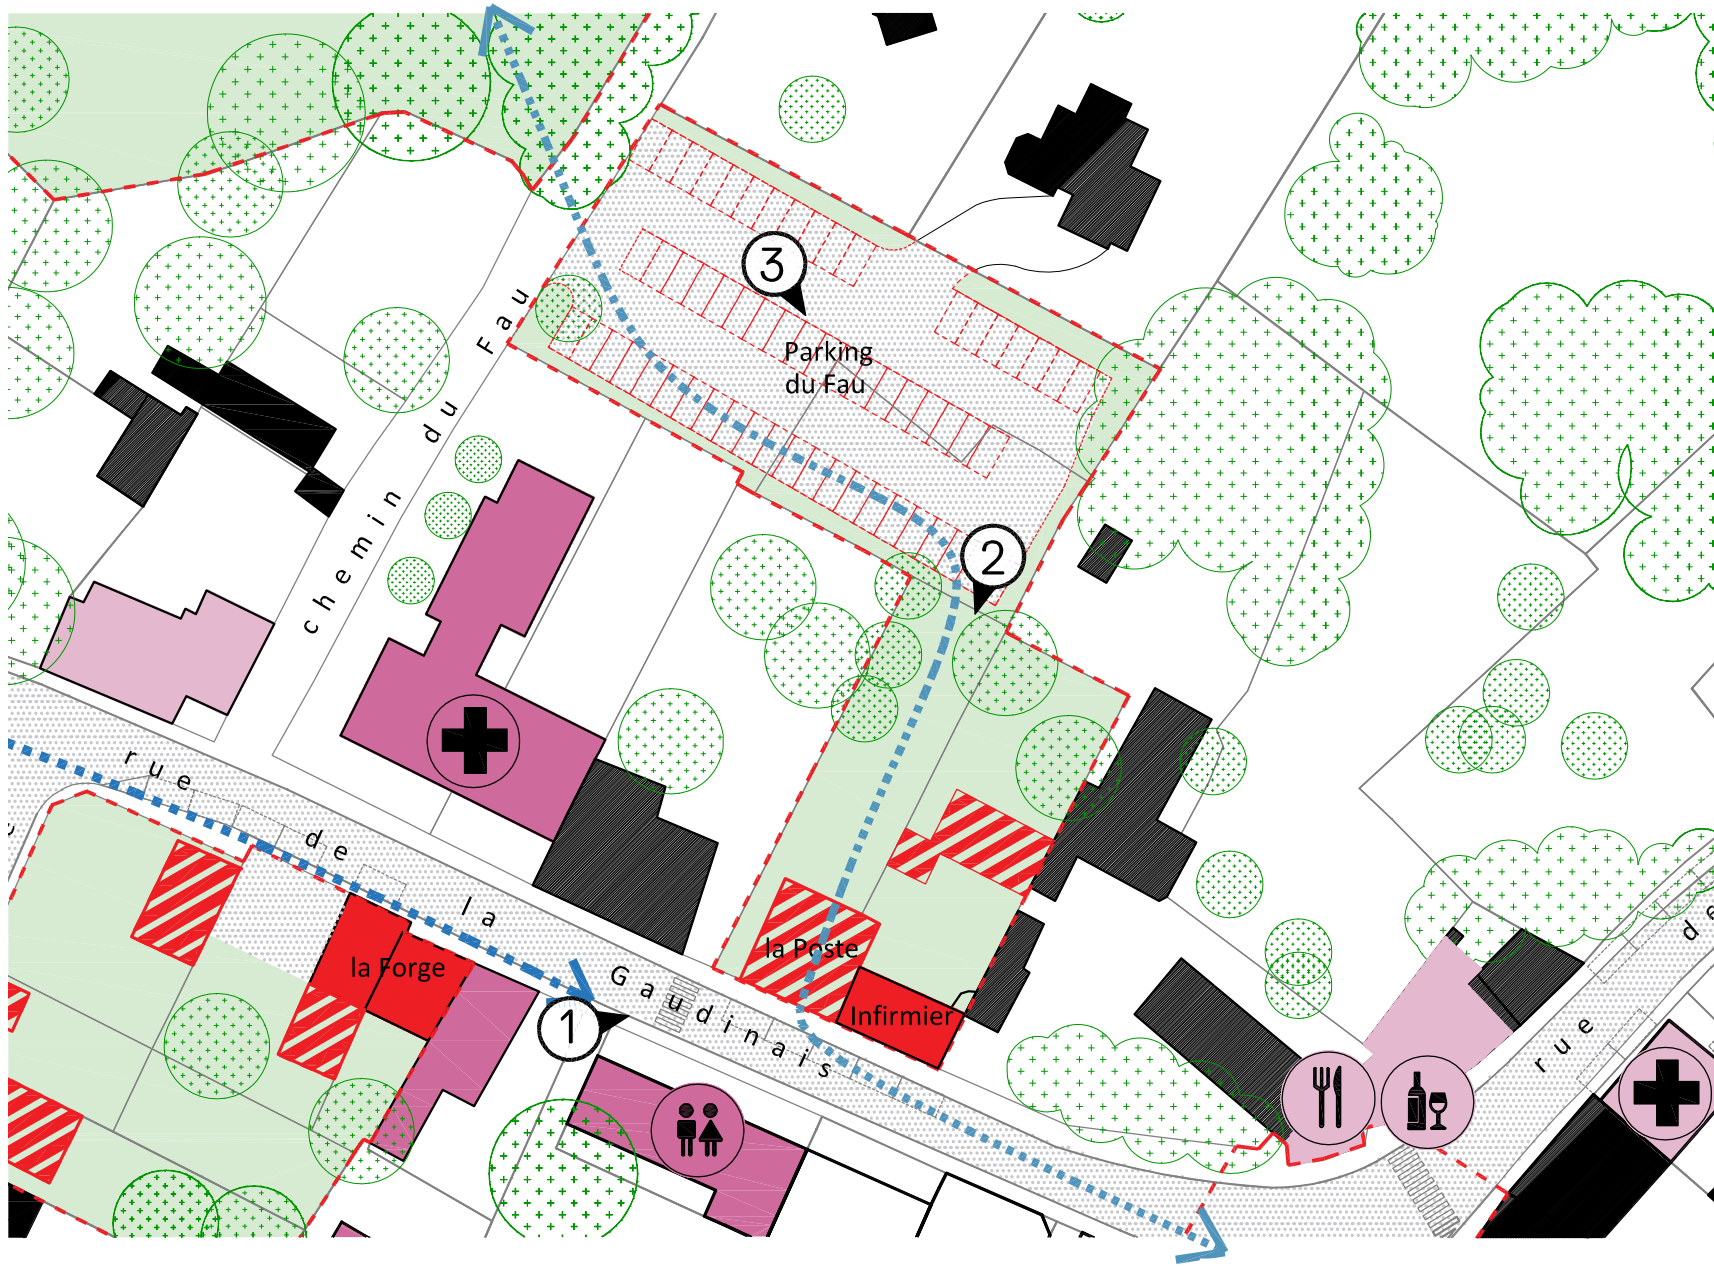 3
Parking
du Fau
chemin du Fau
2
rue de la Gaudinais
la Poste
la Forge
Infirmier
1
rue de